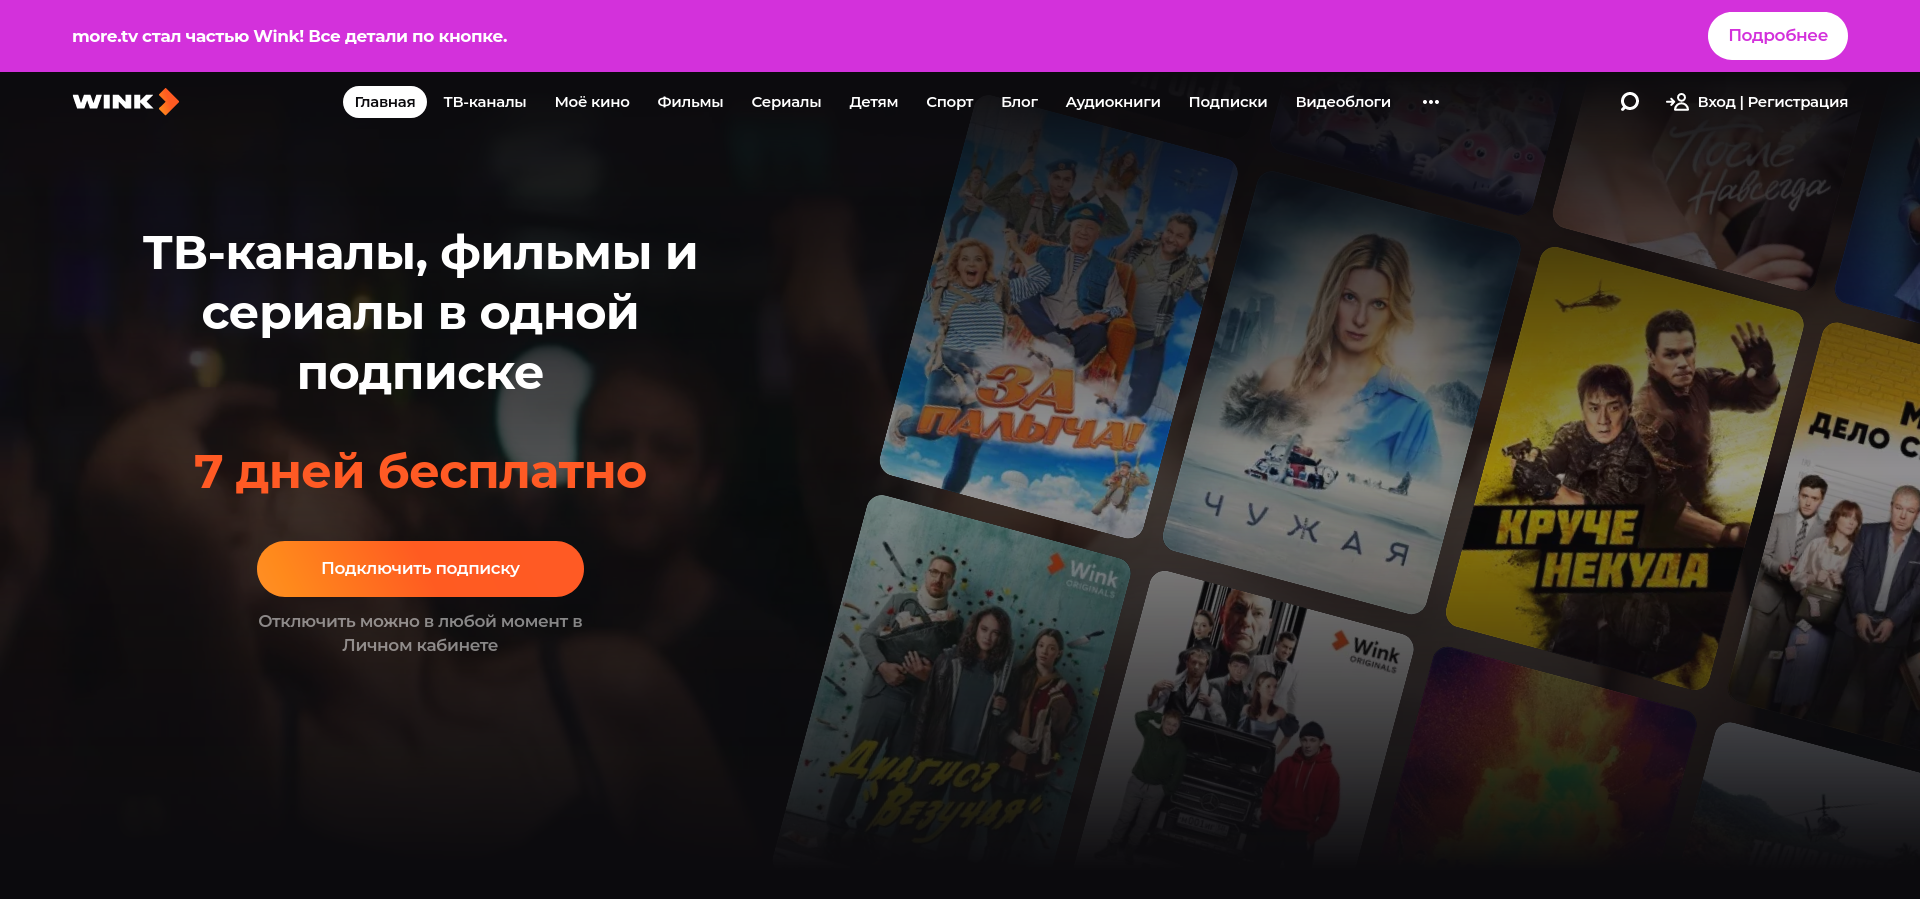 more.tv стал частью Wink! Все детали по кнопке.
Подробнее
WINK
Главная
ТВ-каналы
Моё кино
Фильмы
Сериалы
Детям
Спорт
Блог
Аудиокниги
Подписки
Видеоблоги
Вход | Регистрация
ТВ-каналы, фильмы и
сериалы в одной
подписке
7 дней бесплатно
Подключить подписку
Отключить можно в любой момент в
Личном кабинете
После
Навсегда
ЗА
ПАЛЫЧА!
ЧУЖАЯ
КРУЧЕ
НЕКУДА
ДЕЛО
Wink
ORIGINALS
Диагноз
"Везучая"
Wink
ORIGINALS